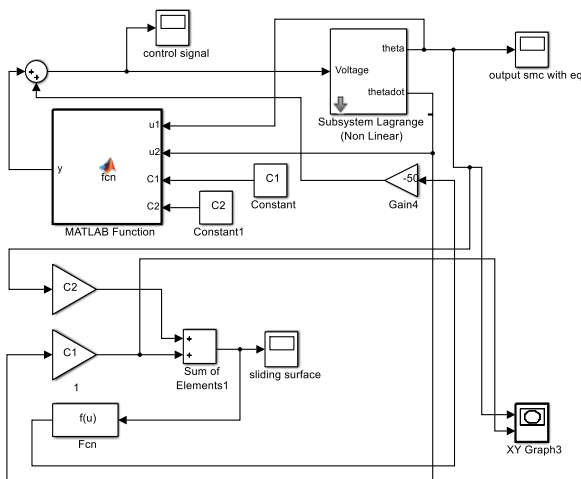 control signal
theta
Voltage
thetadot
output smc with eq
Subsystem Lagrange
(Non Linear)
u1
u2
C1
C2
y
fcn
MATLAB Function
C1
Constant
C2
Constant1
-50
Gain4
C2
C1
1
+
+
Sum of
Elements1
sliding surface
f(u)
Fcn
XY Graph3
+
+